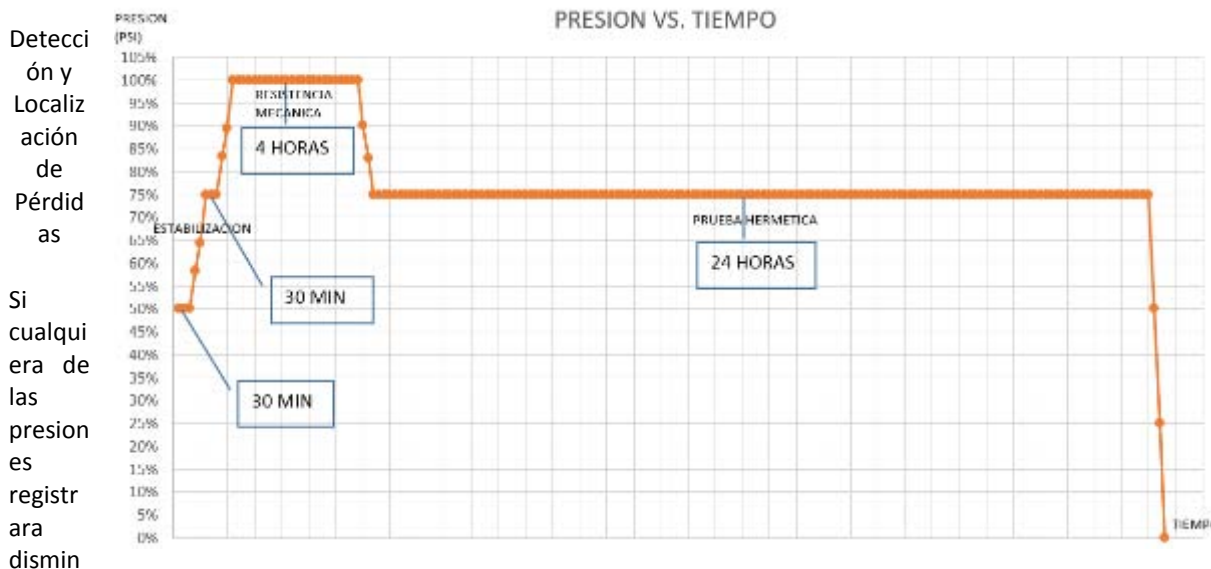 PRESION VS. TIEMPO
PRESION
(PSI)
Detecci
ón y
Localiz
ación
de
Pérdid
as
Si
cualqui
era de
las
presion
es
registr
ara
dismin
105%
100%
95%
90%
85%
80%
75%
70%
65%
60%
55%
50%
45%
40%
35%
30%
25%
20%
15%
10%
5%
0%
RESISTENCIA
MECANICA
4 HORAS
ESTABILIZACION
30 MIN
30 MIN
PRUEBA HERMETICA
24 HORAS
TIEMPO